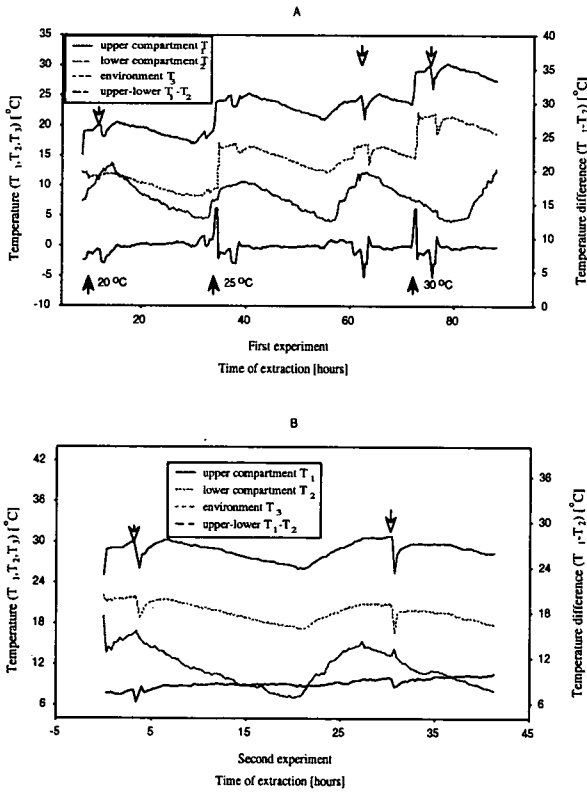 A
upper compartment T1
lower compartment T2
environment T3
upper-lower T1-T2
Temperature (T1,T2,T3) [°C]
35
30
25
20
15
10
5
0
-5
-10
Temperature difference (T1-T2) [°C]
40
35
30
25
20
15
10
5
0
20 °C
25 °C
30 °C
20
40
60
80
First experiment
Time of extraction [hours]
B
upper compartment T1
lower compartment T2
environment T3
upper-lower T1-T2
Temperature (T1,T2,T3) [°C]
42
36
30
24
18
12
6
Temperature difference (T1-T2) [°C]
36
30
24
18
12
6
-5
5
15
25
35
45
Second experiment
Time of extraction [hours]